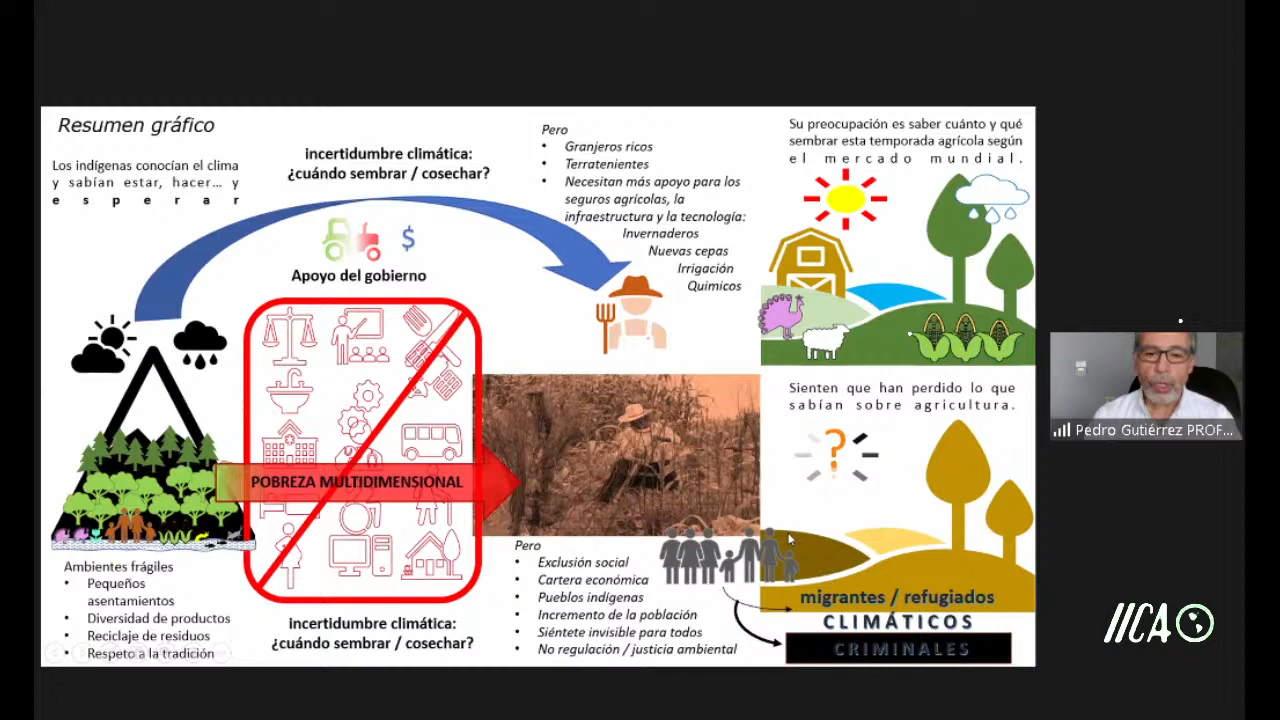 Resumen gráfico
Los indígenas conocían el clima
y sabían estar, hacer... y
esperar
incertidumbre climática:
¿cuándo sembrar / cosechar?
$
Apoyo del gobierno
Pero
• Granjeros ricos
• Terratenientes
• Necesitan más apoyo para los
seguros agrícolas, la
infraestructura y la tecnología:
Invernaderos
Nuevas cepas
Irrigación
Quimicos
Su preocupación es saber cuánto y qué
sembrar esta temporada agrícola según
el mercado mundial.
POBREZA MULTIDIMENSIONAL
Sienten que han perdido lo que
sabían sobre agricultura.
?
Ambientes frágiles
• Pequeños
asentamientos
• Diversidad de productos
• Reciclaje de residuos
• Respeto a la tradición
incertidumbre climática:
¿cuándo sembrar / cosechar?
Pero
• Exclusión social
• Cartera económica
• Pueblos indígenas
• Incremento de la población
• Siéntete invisible para todos
• No regulación / justicia ambiental
migrantes / refugiados
CLIMÁTICOS
CRIMINALES
Pedro Gutiérrez PROF...
IICA